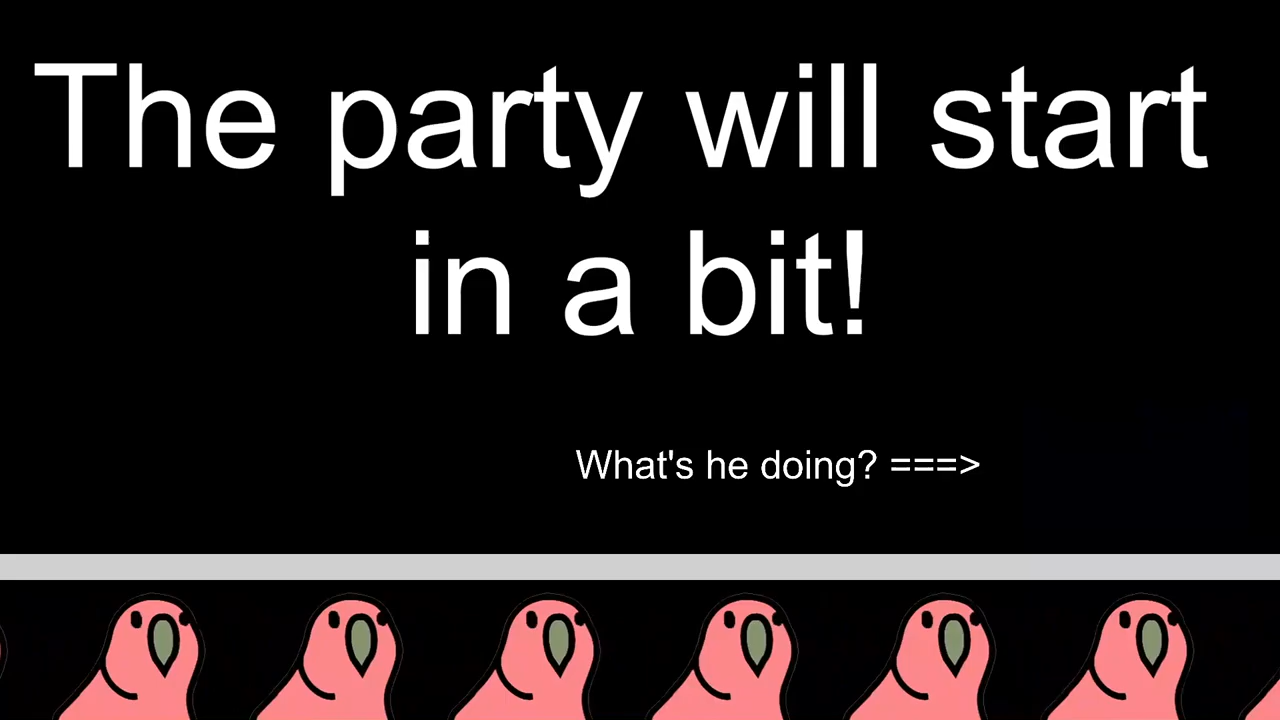 The party will start
in a bit!
What's he doing? ===>